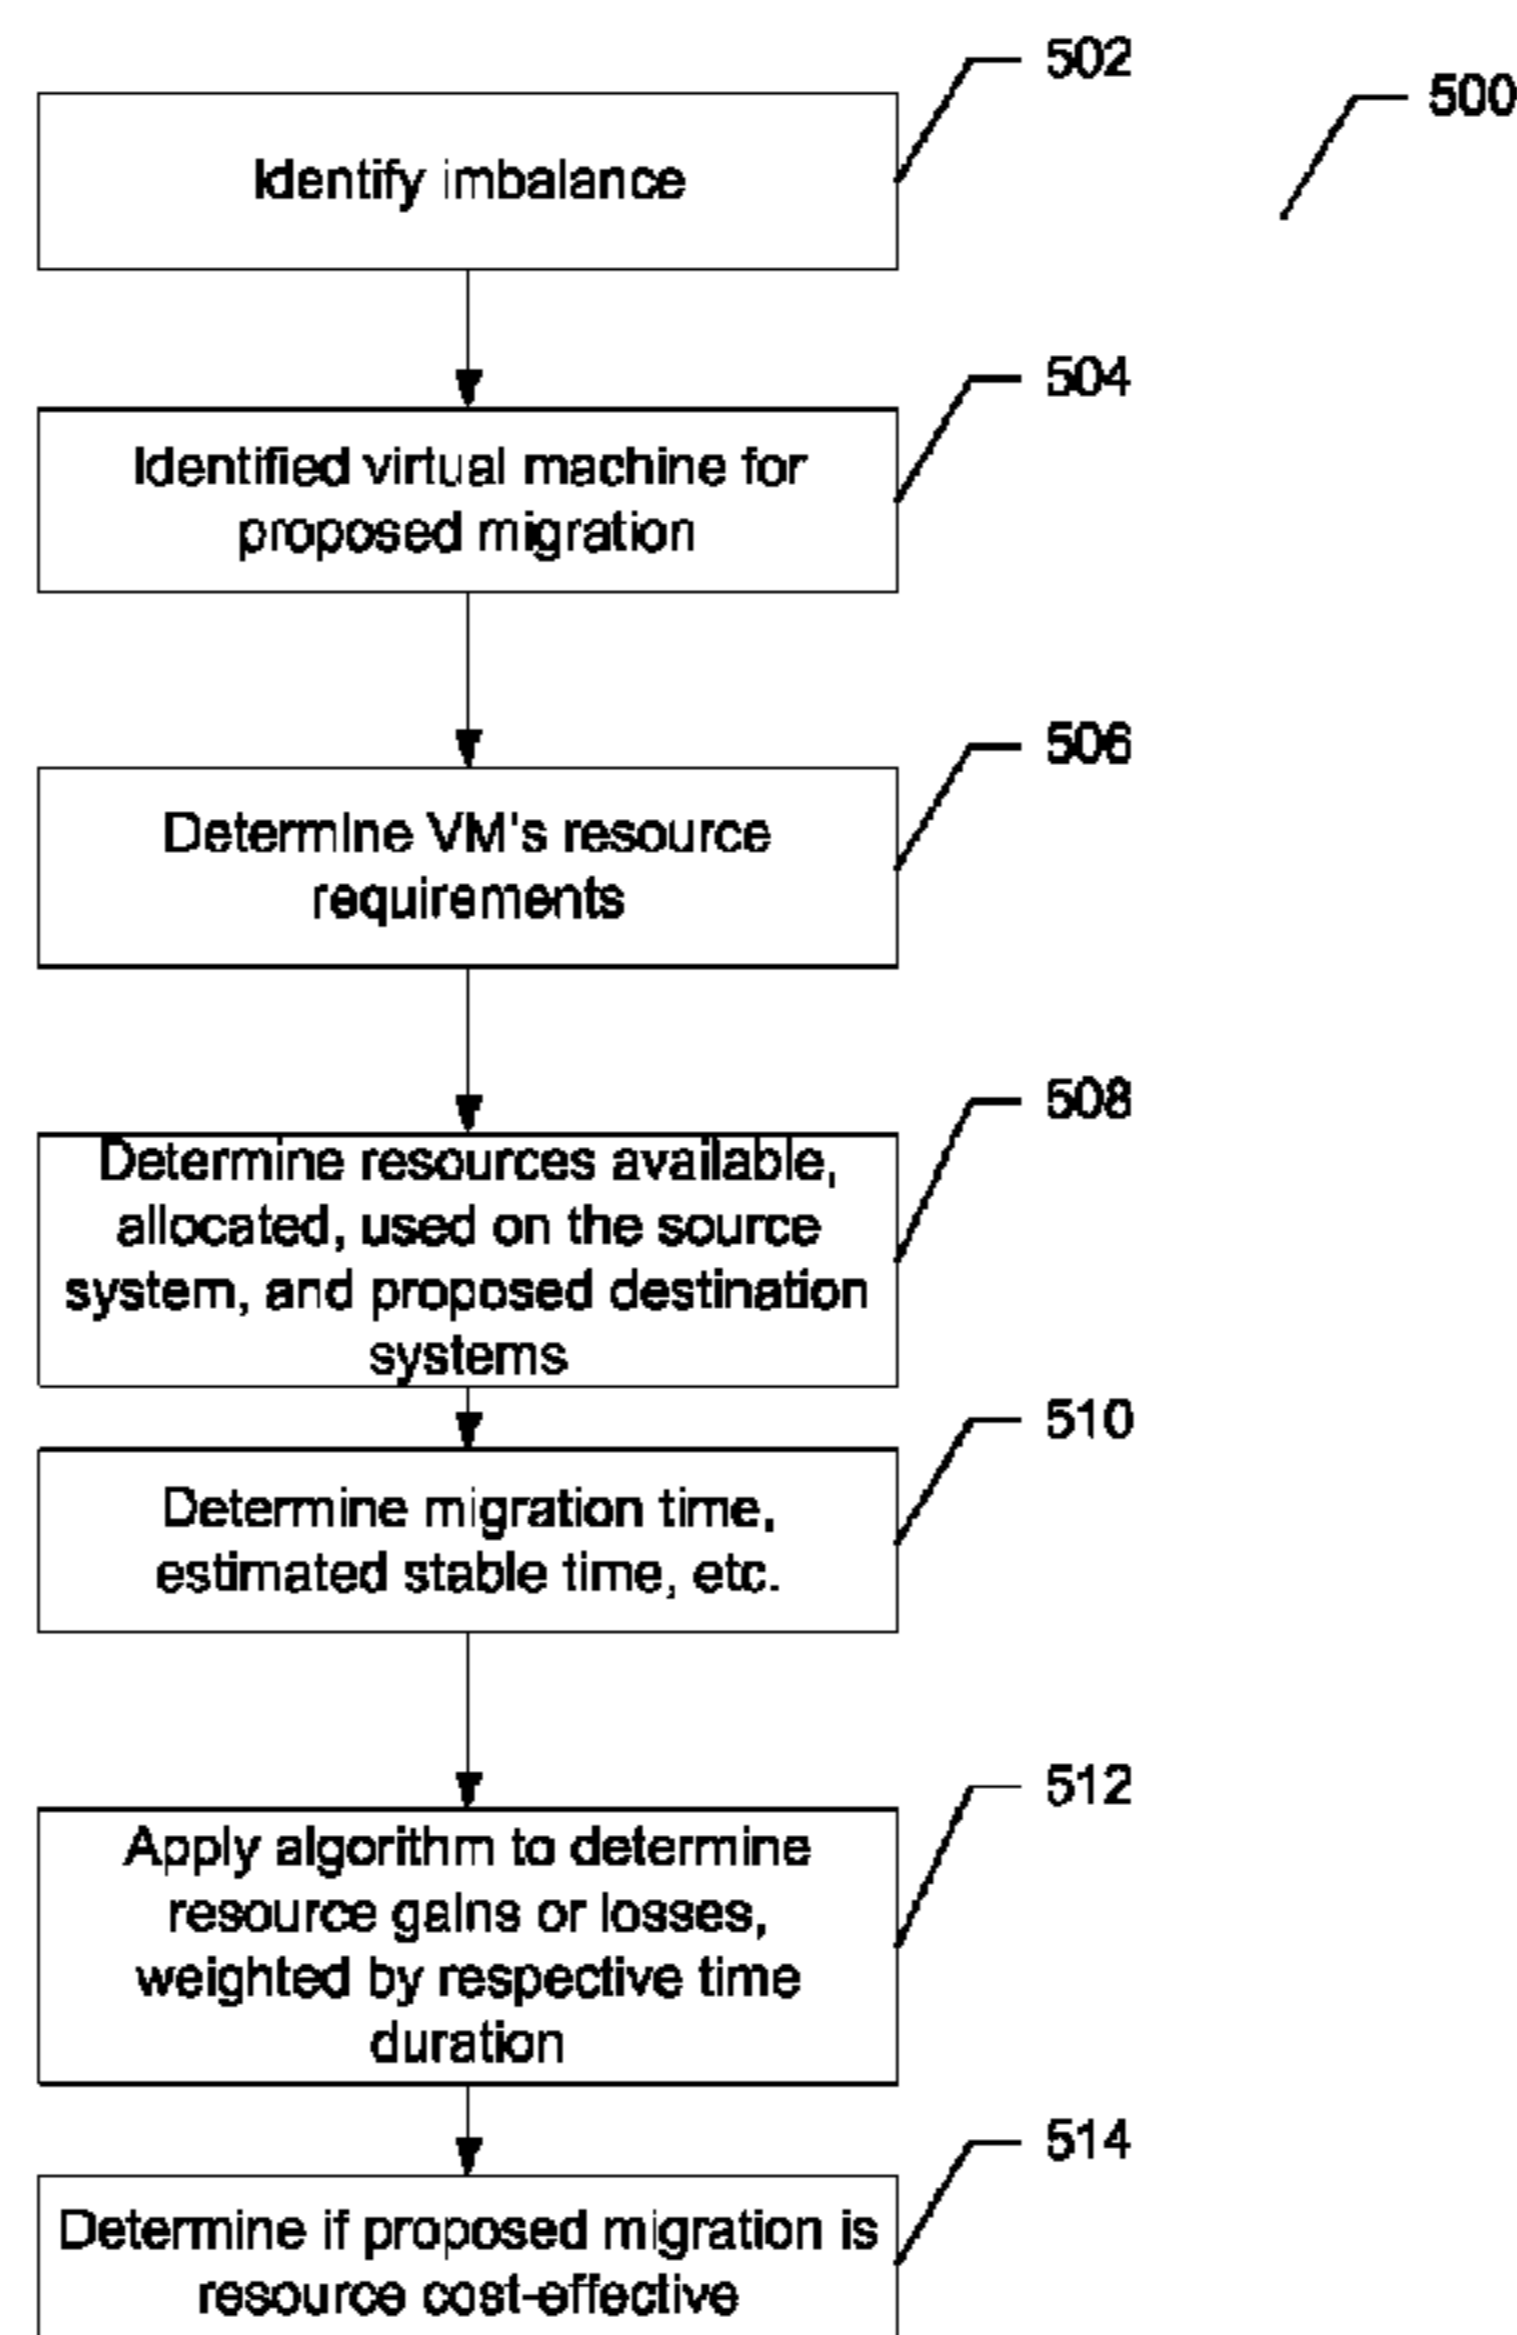 502
500
Identify imbalance
504
Identified virtual machine for
proposed migration
506
Determine VM's resource
requirements
508
Determine resources available,
allocated, used on the source
system, and proposed destination
systems
510
Determine migration time,
estimated stable time, etc.
512
Apply algorithm to determine
resource gains or losses,
weighted by respective time
duration
514
Determine if proposed migration is
resource cost-effective